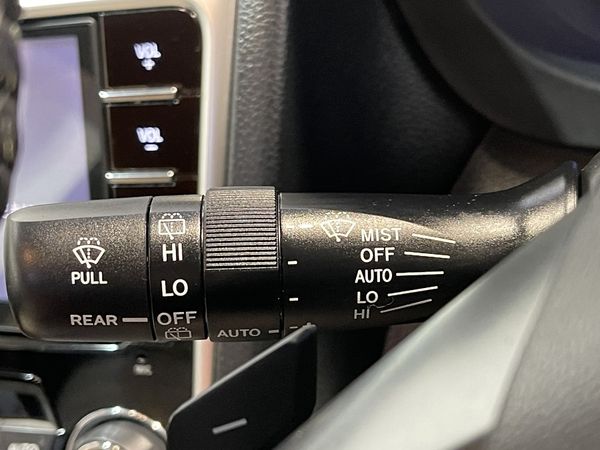 VOL
+
VOL
-
PULL
REAR
HI
LO
OFF
AUTO
- +
MIST
OFF
AUTO
LO
HI
-